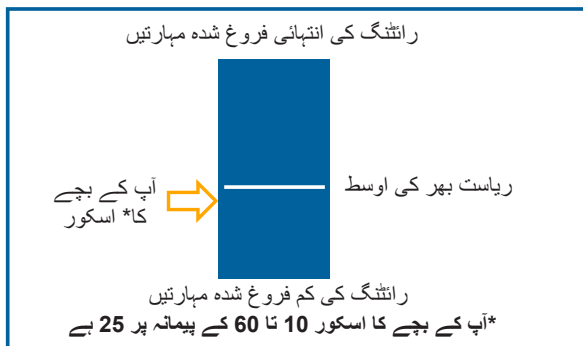 رائٹنگ کی انتہائی فروغ شدہ مہارتیں
ریاست بھر کی اوسط
آپ کے بچے
کا* اسکور
رائٹنگ کی کم فروغ شدہ مہارتیں
*آپ کے بچے کا اسکور 10 تا 60 کے پیمانہ پر 25 ہے